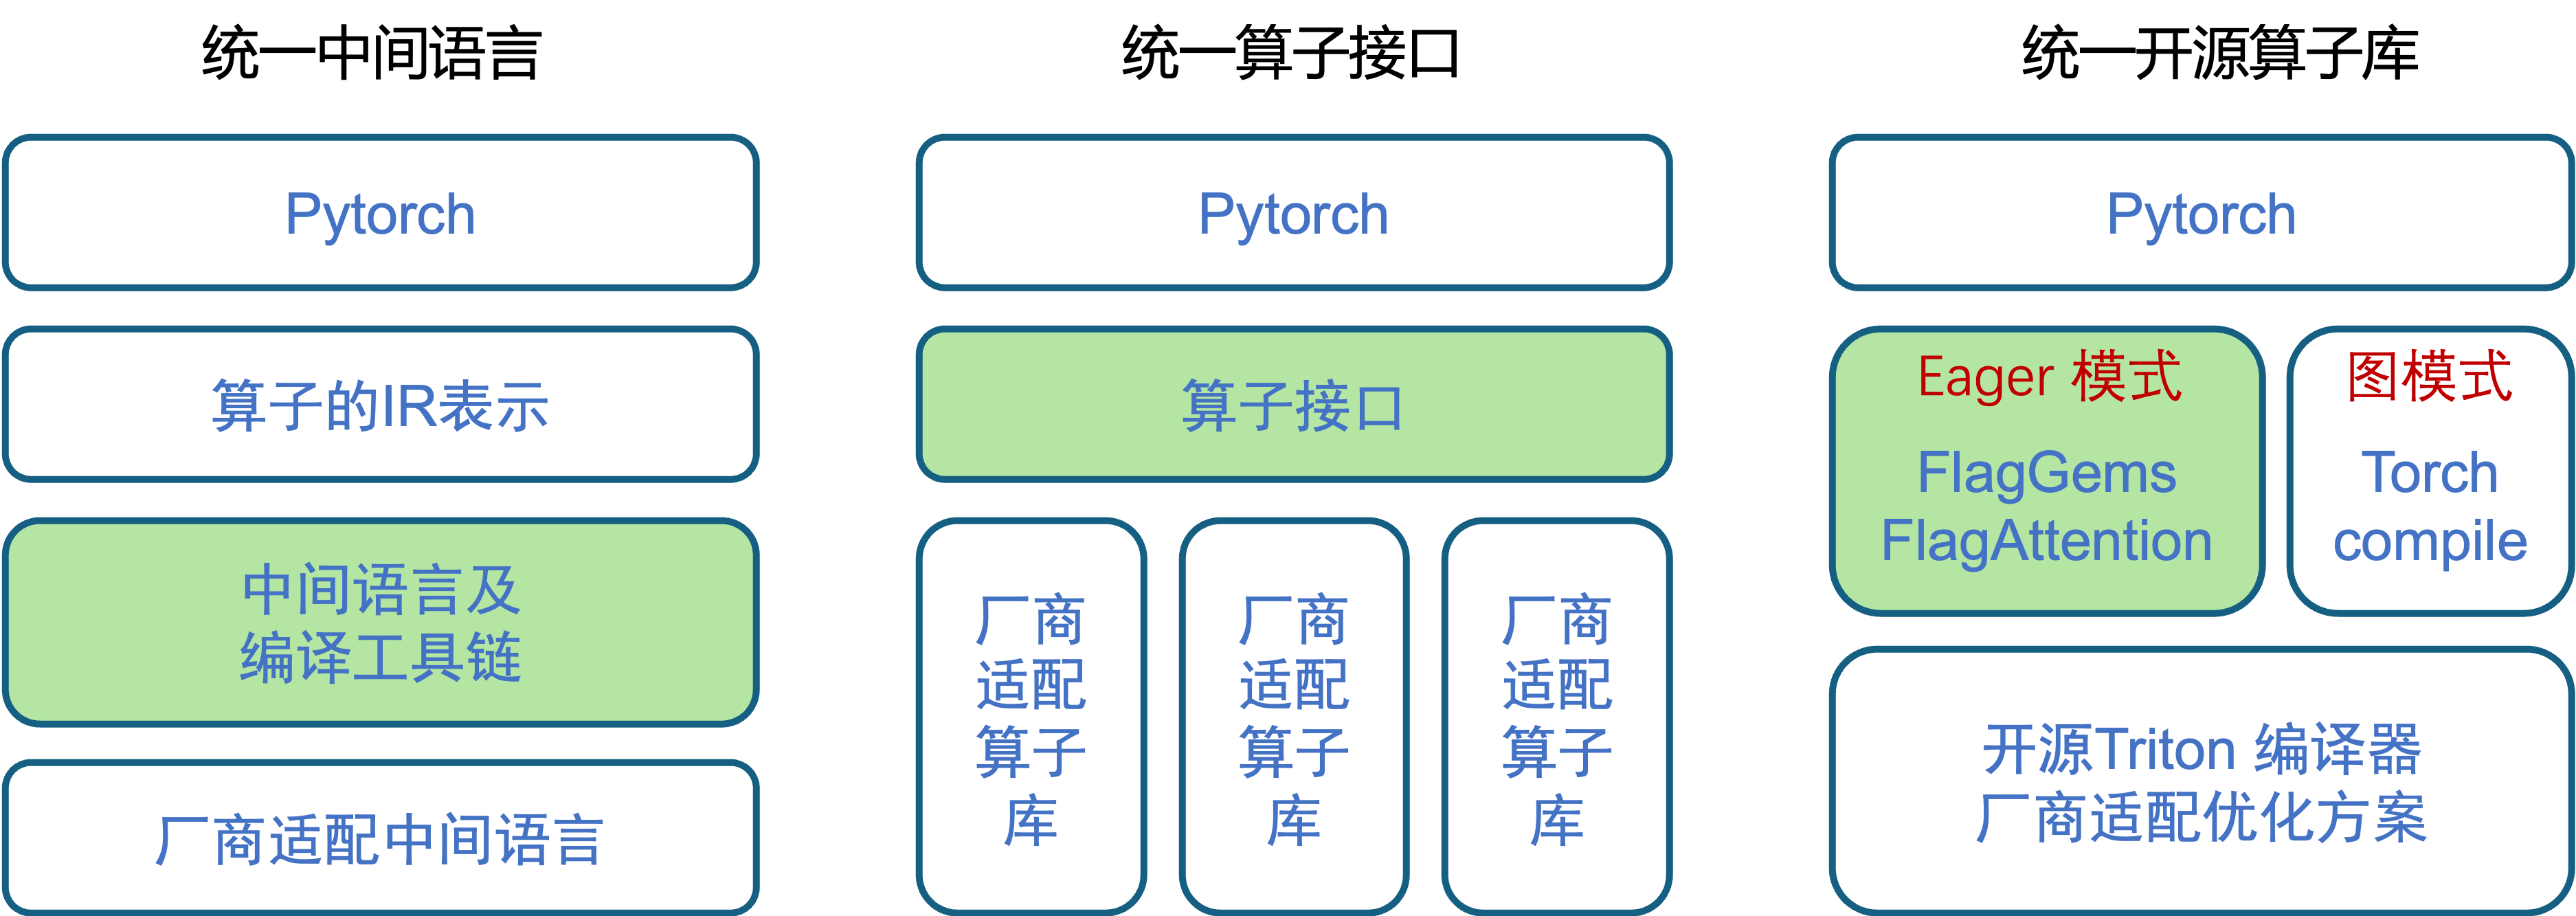 统一中间语言
Pytorch
算子的IR表示
中间语言及
编译工具链
厂商适配中间语言
统一算子接口
Pytorch
算子接口
厂商
适配
算子
库
厂商
适配
算子
库
厂商
适配
算子
库
统一开源算子库
Pytorch
Eager 模式
FlagGems
FlagAttention
图模式
Torch
compile
开源Triton 编译器
厂商适配优化方案